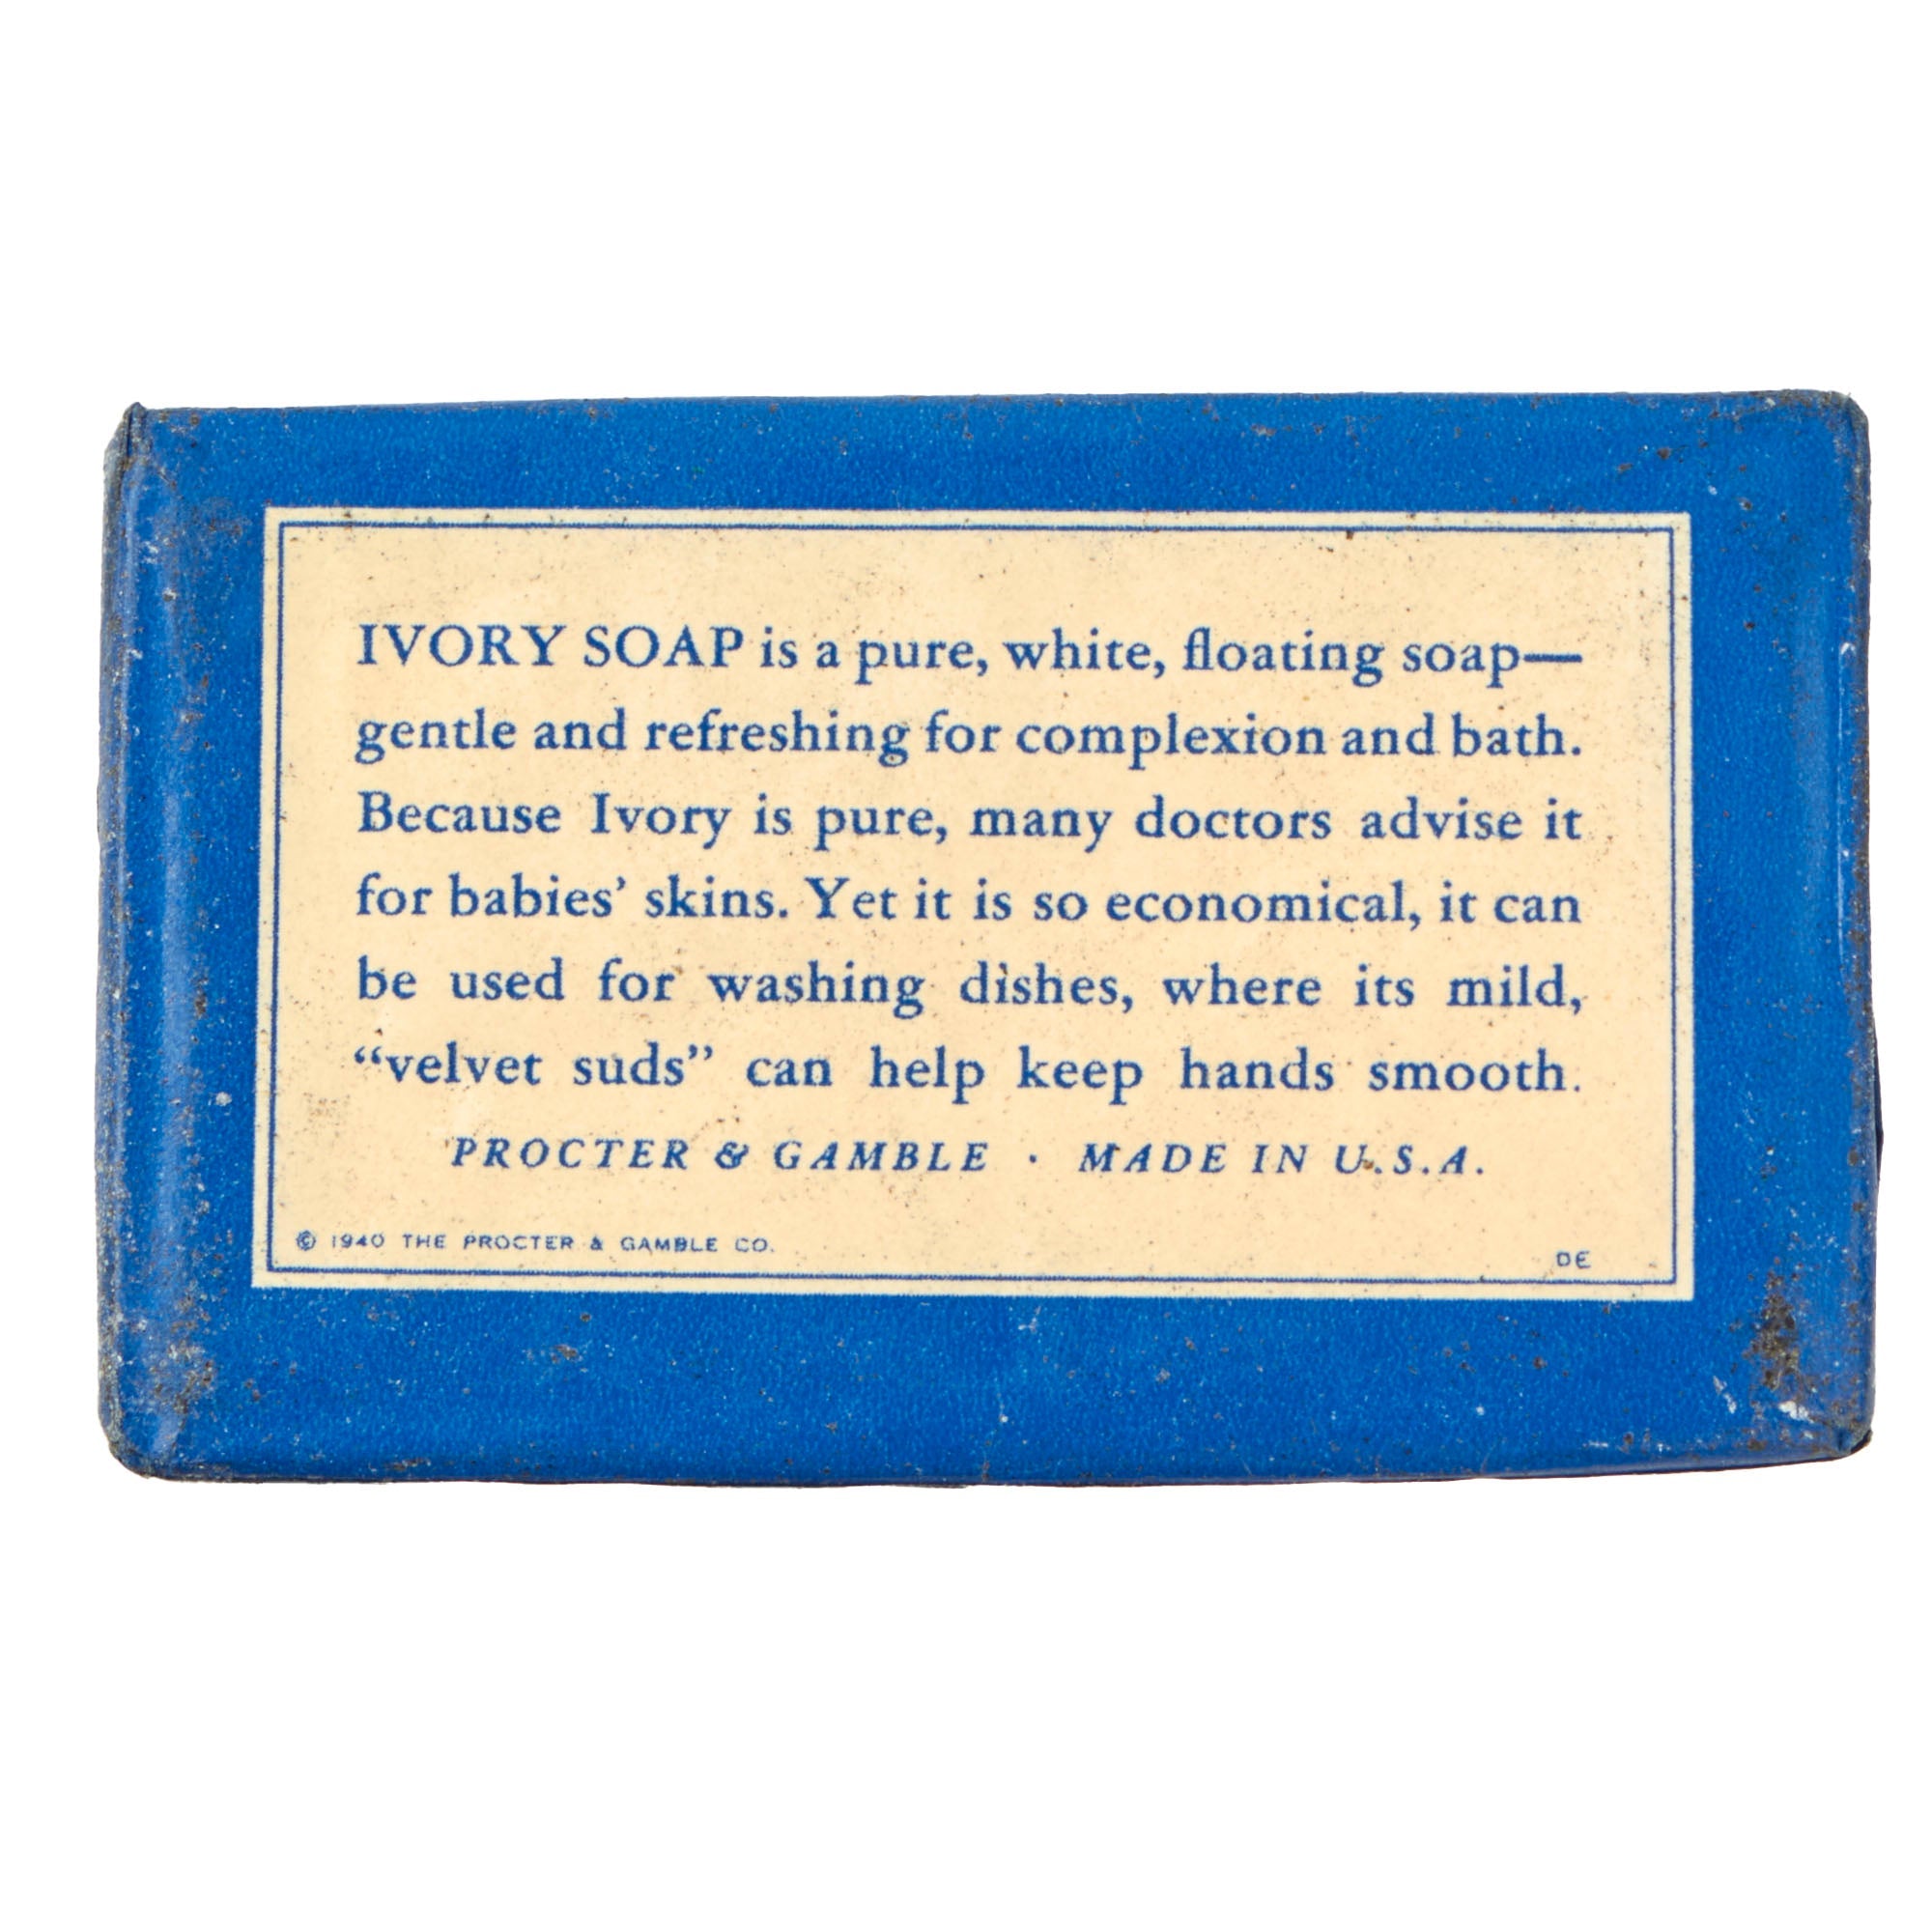 IVORY SOAP is a pure, white, floating soap—
gentle and refreshing for complexion and bath.
Because Ivory is pure, many doctors advise it
for babies’ skins. Yet it is so economical, it can
be used for washing dishes, where its mild,
“velvet suds” can help keep hands smooth.
PROCTER & GAMBLE · MADE IN U.S.A.
© 1940 THE PROCTER & GAMBLE CO.
DE